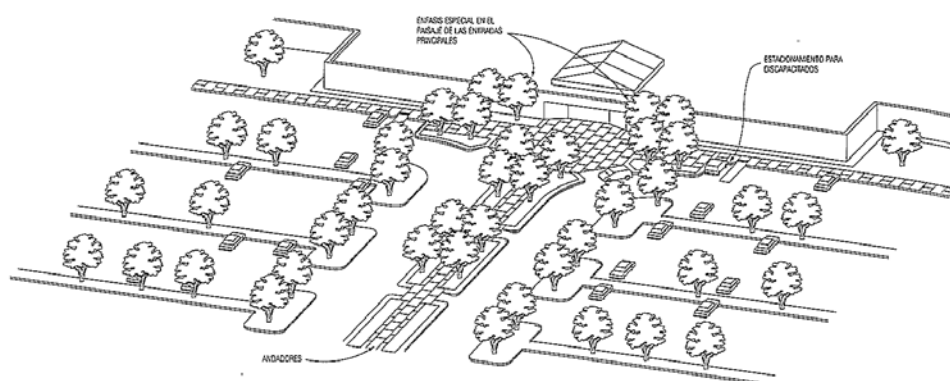 ÉNFASIS ESPECIAL EN EL
PAISAJE DE LAS ENTRADAS
PRINCIPALES
ESTACIONAMIENTO PARA
DISCAPACITADOS
ANDADORES